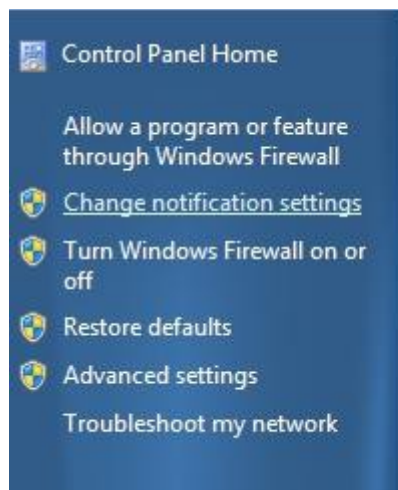 Control Panel Home
Allow a program or feature
through Windows Firewall
Change notification settings
Turn Windows Firewall on or
off
Restore defaults
Advanced settings
Troubleshoot my network